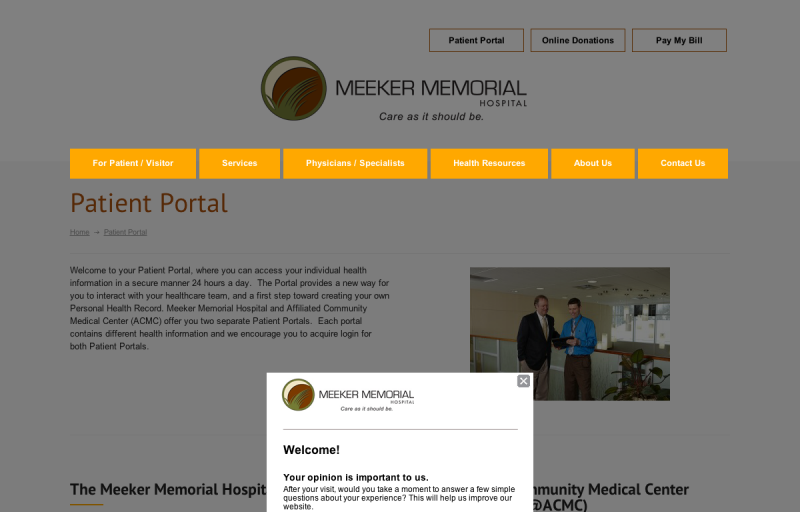 Patient Portal
Online Donations
Pay My Bill
MEEKER MEMORIAL
HOSPITAL
Care as it should be.
For Patient / Visitor
Services
Physicians / Specialists
Health Resources
About Us
Contact Us
Patient Portal
Home → Patient Portal
Welcome to your Patient Portal, where you can access your individual health
information in a secure manner 24 hours a day.  The Portal provides a new way for
you to interact with your healthcare team, and a first step toward creating your own
Personal Health Record. Meeker Memorial Hospital and Affiliated Community
Medical Center (ACMC) offer you two separate Patient Portals.  Each portal
contains different health information and we encourage you to acquire login for
both Patient Portals.
MEEKER MEMORIAL
HOSPITAL
Care as it should be.
Welcome!
Your opinion is important to us.
After your visit, would you take a moment to answer a few simple
questions about your experience? This will help us improve our
website.
The Meeker Memorial Hospit
mmunity Medical Center
@ACMC)